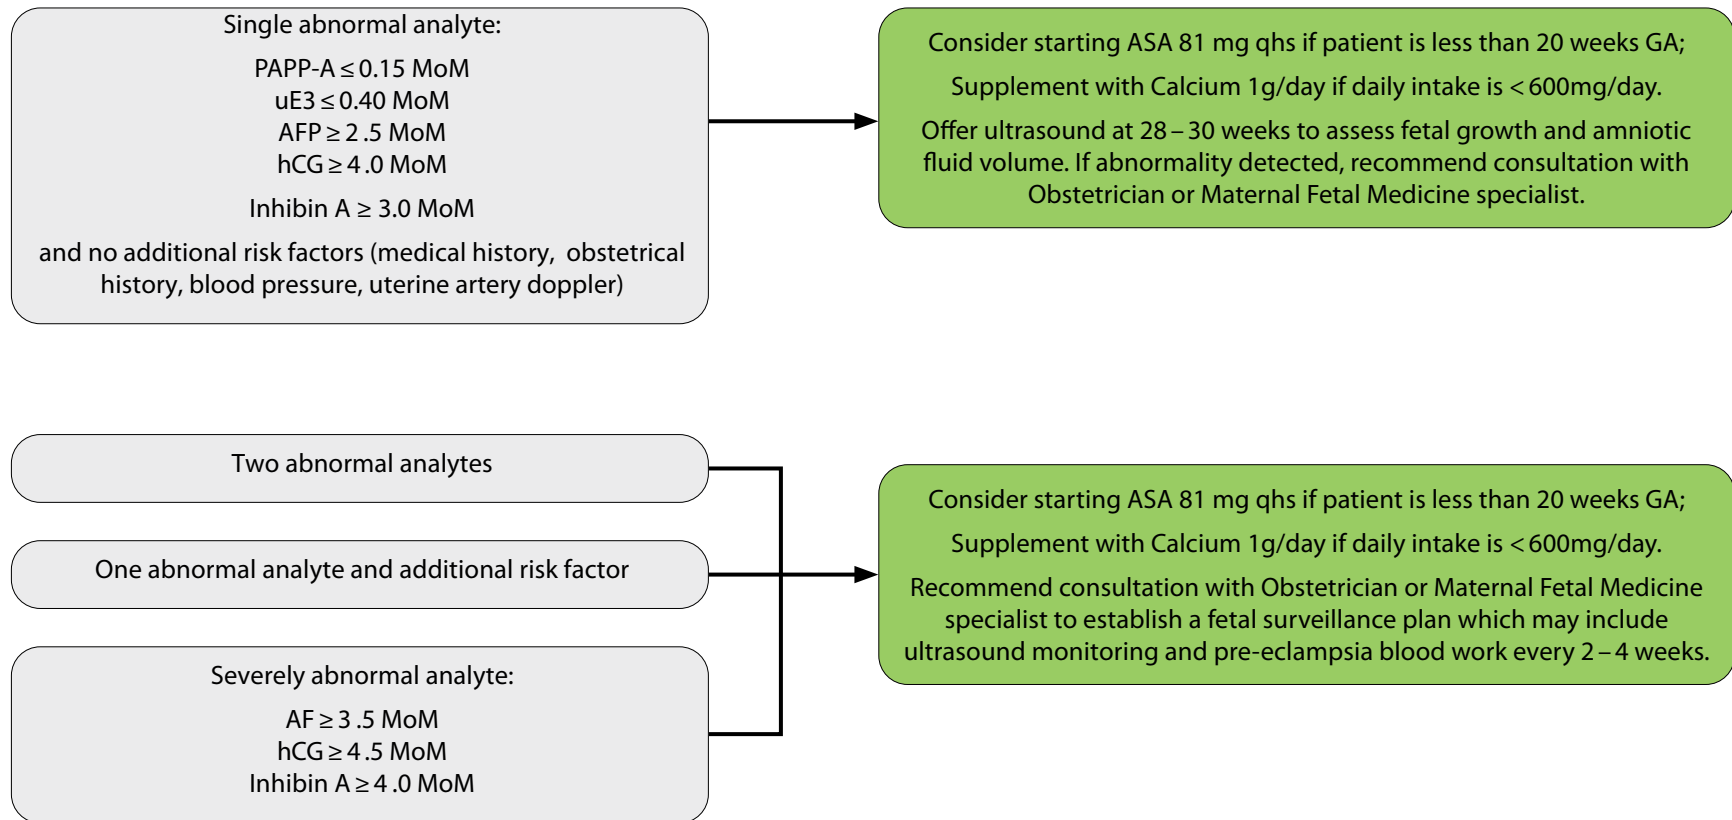 Single abnormal analyte:
PAPP-A ≤ 0.15 MoM
uE3 ≤ 0.40 MoM
AFP ≥ 2 .5 MoM
hCG ≥ 4.0 MoM
Inhibin A ≥ 3.0 MoM
and no additional risk factors (medical history, obstetrical
history, blood pressure, uterine artery doppler)
Consider starting ASA 81 mg qhs if patient is less than 20 weeks GA;
Supplement with Calcium 1g/day if daily intake is < 600mg/day.
Offer ultrasound at 28 – 30 weeks to assess fetal growth and amniotic
fluid volume. If abnormality detected, recommend consultation with
Obstetrician or Maternal Fetal Medicine specialist.
Two abnormal analytes
One abnormal analyte and additional risk factor
Severely abnormal analyte:
AF ≥ 3 .5 MoM
hCG ≥ 4 .5 MoM
Inhibin A ≥ 4 .0 MoM
Consider starting ASA 81 mg qhs if patient is less than 20 weeks GA;
Supplement with Calcium 1g/day if daily intake is < 600mg/day.
Recommend consultation with Obstetrician or Maternal Fetal Medicine
specialist to establish a fetal surveillance plan which may include
ultrasound monitoring and pre-eclampsia blood work every 2 – 4 weeks.